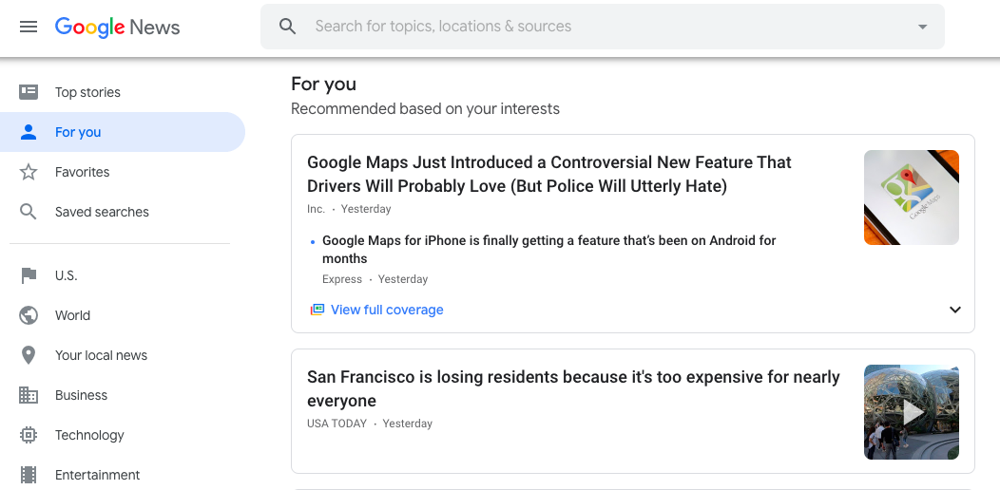 Google News
Search for topics, locations & sources
Top stories
For you
Favorites
Saved searches
U.S.
World
Your local news
Business
Technology
Entertainment
For you
Recommended based on your interests
Google Maps Just Introduced a Controversial New Feature That
Drivers Will Probably Love (But Police Will Utterly Hate)
Inc. · Yesterday
Google Maps
Google Maps for iPhone is finally getting a feature that's been on Android for
months
Express · Yesterday
View full coverage
San Francisco is losing residents because it's too expensive for nearly
everyone
USA TODAY · Yesterday